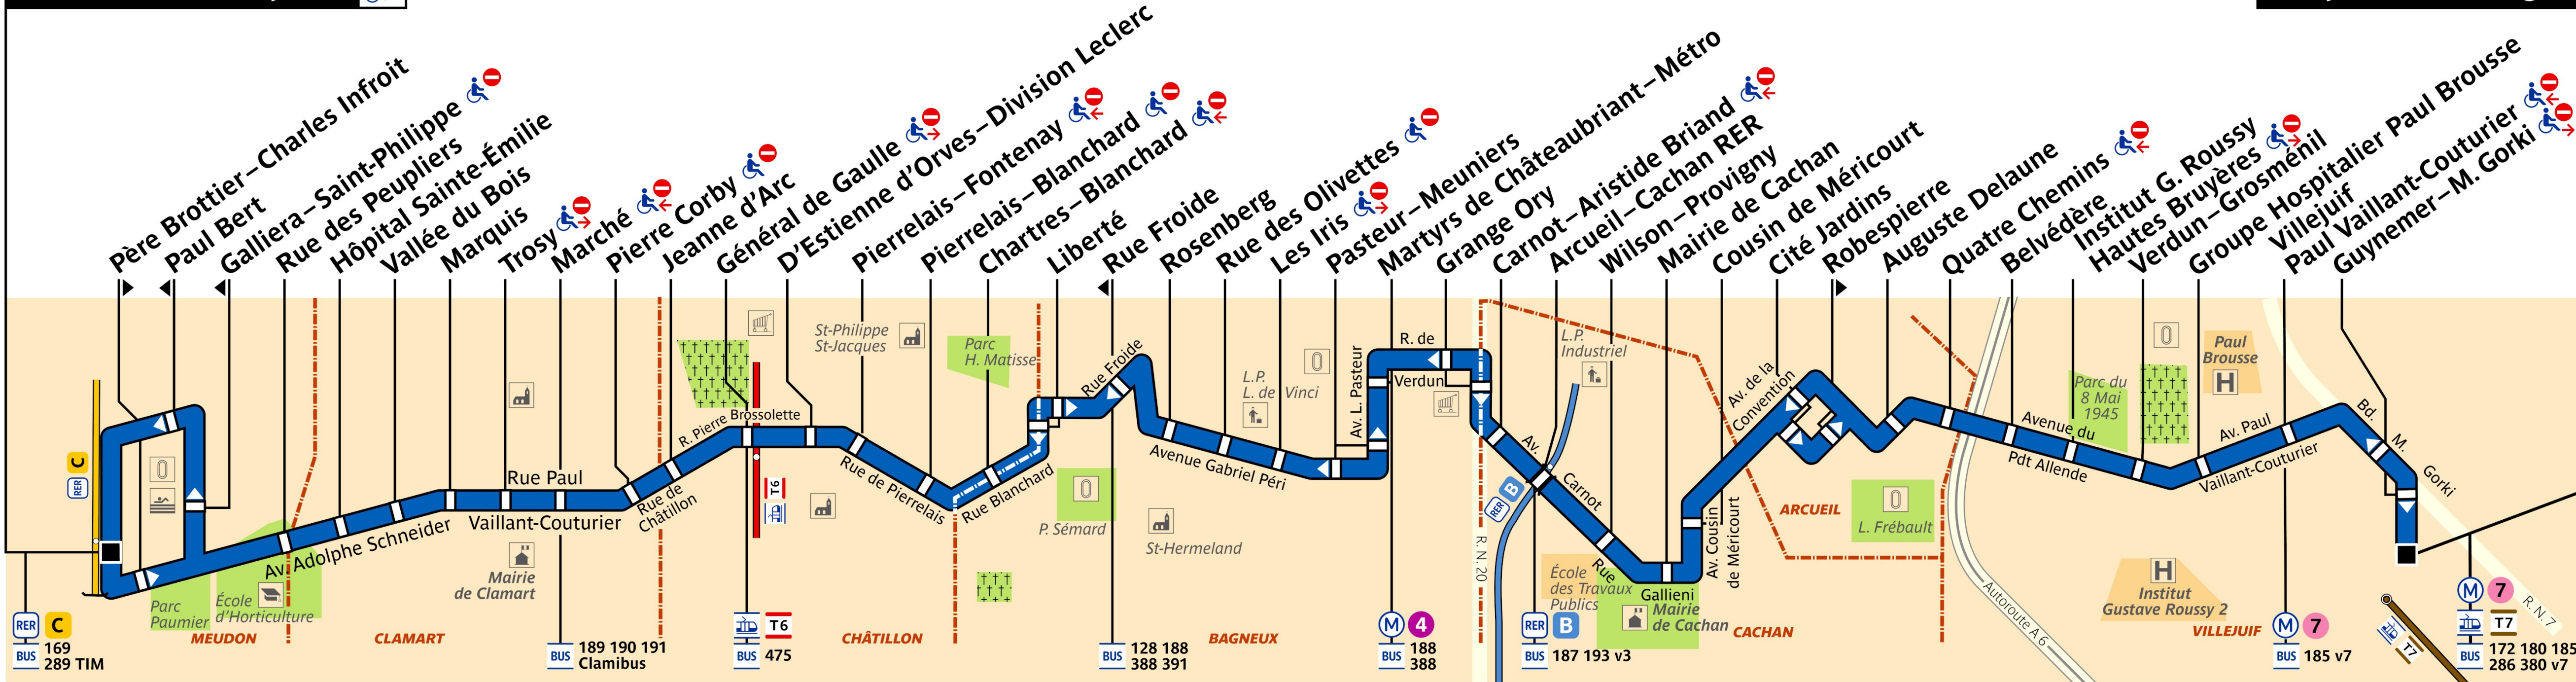 Père Brottier–Charles Infroit
Paul Bert
Galliera–Saint-Philippe
Rue des Peupliers
Hôpital Sainte-Émilie
Vallée du Bois
Marquis
Trosy
Marché
Pierre Corby
Jeanne d'Arc
Général de Gaulle
D'Estienne d'Orves–Division Leclerc
Pierrelais–Fontenay
Pierrelais–Blanchard
Chartres–Blanchard
Liberté
Rue Froide
Rosenberg
Rue des Olivettes
Les Iris
Pasteur–Meuniers
Martyrs de Châteaubriant–Métro
Grange Ory
Carnot–Aristide Briand
Arcueil–Cachan RER
Wilson–Provigny
Mairie de Cachan
Cousin de Méricourt
Cité Jardins
Robespierre
Auguste Delaune
Quatre Chemins
Belvédère
Institut G. Roussy
Hautes Bruyères
Verdun–Grosménil
Groupe Hospitalier Paul Brousse
Villejuif
Paul Vaillant-Couturier
Guynemer–M. Gorki
RER C
Parc
Paumier
École
d'Horticulture
Av. Adolphe Schneider
Rue Paul
Vaillant-Couturier
Mairie
de Clamart
Rue de
Châtillon
R. Pierre Brossolette
T6
St-Philippe
St-Jacques
Rue de Pierrelais
Parc
H. Matisse
Rue Blanchard
Rue Froide
P. Sémard
St-Hermeland
Avenue Gabriel Péri
L.P.
L. de Vinci
Av. L. Pasteur
R. de
Verdun
R.N. 20
RER B
L.P.
Industriel
Av.
Carnot
École
des Travaux
Publics
Rue
Gallieni
Mairie
de Cachan
Av. Cousin
de Méricourt
Av. de la
Convention
ARCUEIL
L. Frébault
Autoroute A6
Avenue du
Pdt Allende
Parc du
8 Mai
1945
Paul
Brousse
H
H
Institut
Gustave Roussy 2
Av. Paul
Vaillant-Couturier
Bd.
M.
Gorki
R.N. 7
T7
MEUDON
CLAMART
CHÂTILLON
BAGNEUX
CACHAN
VILLEJUIF
RER C
BUS 169
289 TIM
BUS 189 190 191
Clamibus
T6
BUS 475
BUS 128 188
388 391
M 4
BUS 188
388
RER B
BUS 187 193 v3
M 7
BUS 185 v7
M 7
T7
BUS 172 180 185
286 380 v7